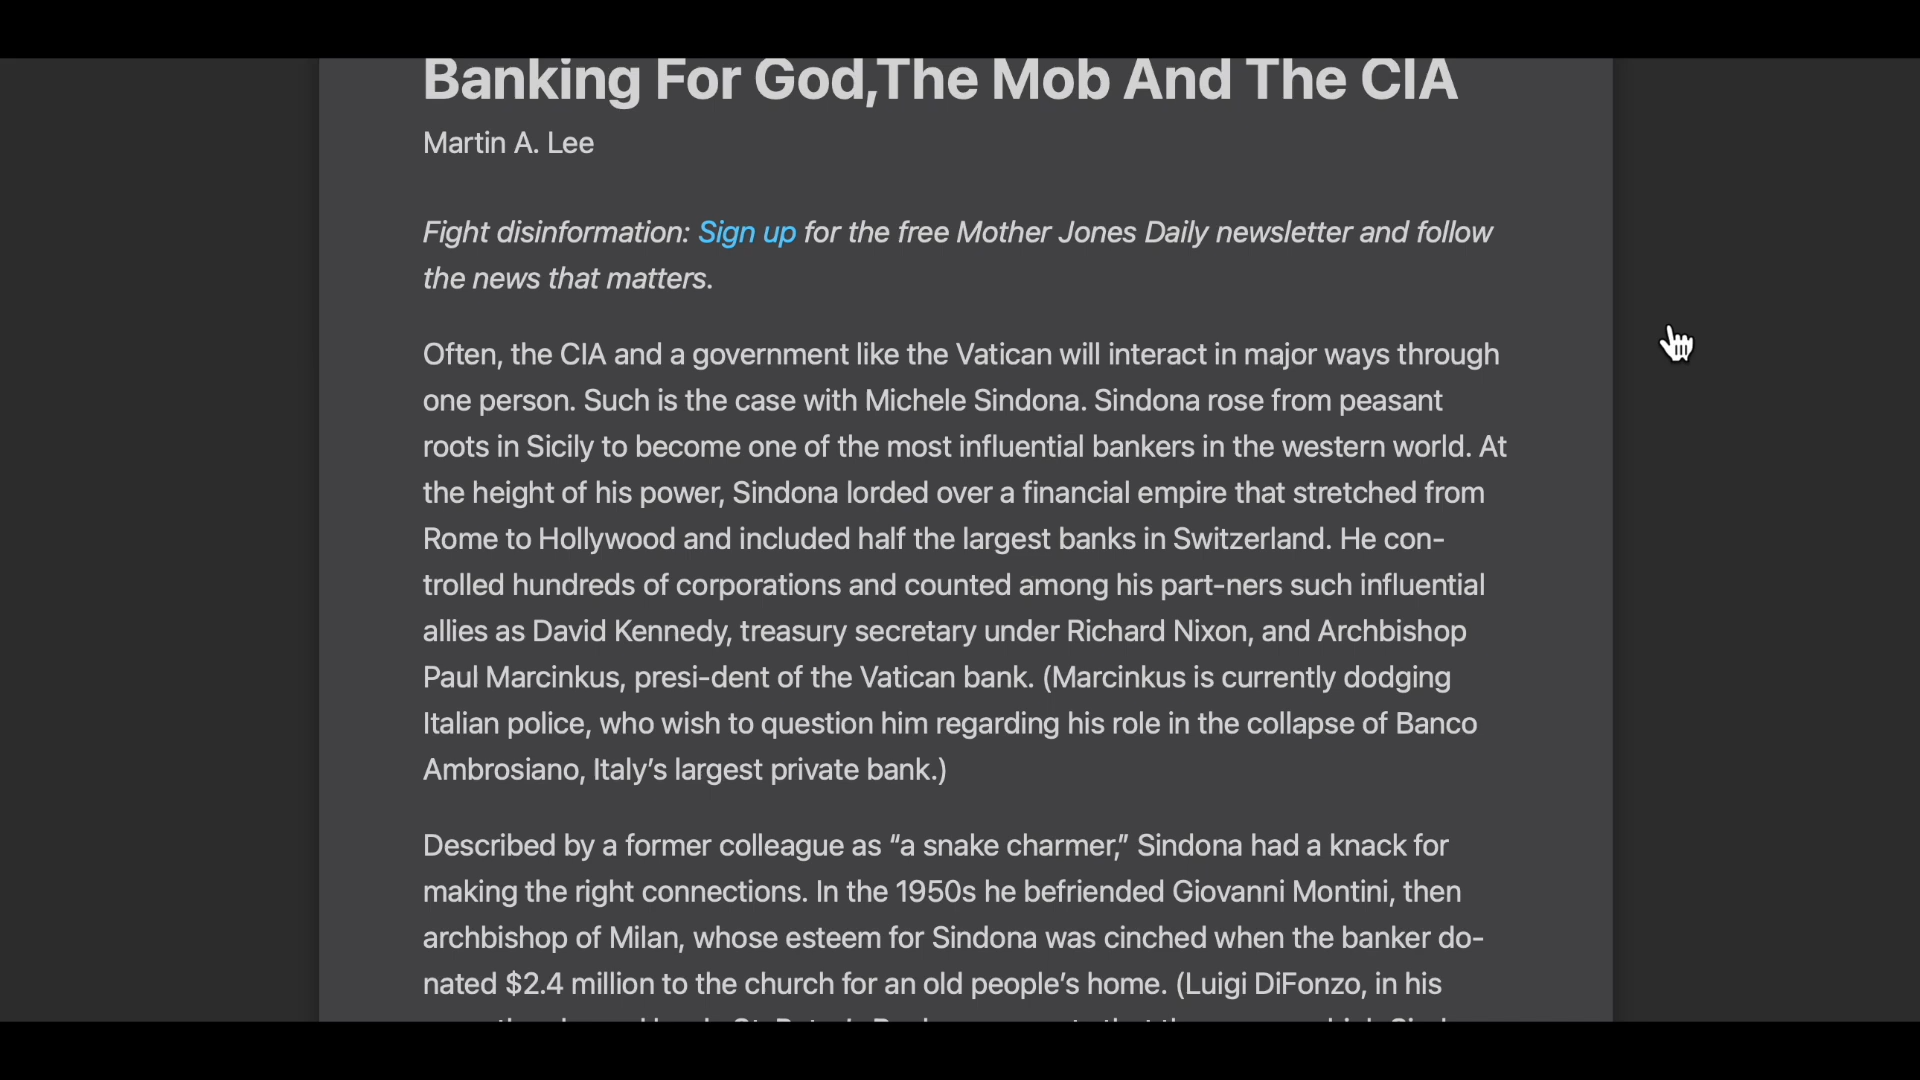 Banking For God,The Mob And The CIA
Martin A. Lee
Fight disinformation: Sign up for the free Mother Jones Daily newsletter and follow
the news that matters.
Often, the CIA and a government like the Vatican will interact in major ways through
one person. Such is the case with Michele Sindona. Sindona rose from peasant
roots in Sicily to become one of the most influential bankers in the western world. At
the height of his power, Sindona lorded over a financial empire that stretched from
Rome to Hollywood and included half the largest banks in Switzerland. He con-
trolled hundreds of corporations and counted among his part-ners such influential
allies as David Kennedy, treasury secretary under Richard Nixon, and Archbishop
Paul Marcinkus, presi-dent of the Vatican bank. (Marcinkus is currently dodging
Italian police, who wish to question him regarding his role in the collapse of Banco
Ambrosiano, Italy’s largest private bank.)
Described by a former colleague as “a snake charmer,” Sindona had a knack for
making the right connections. In the 1950s he befriended Giovanni Montini, then
archbishop of Milan, whose esteem for Sindona was cinched when the banker do-
nated $2.4 million to the church for an old people’s home. (Luigi DiFonzo, in his